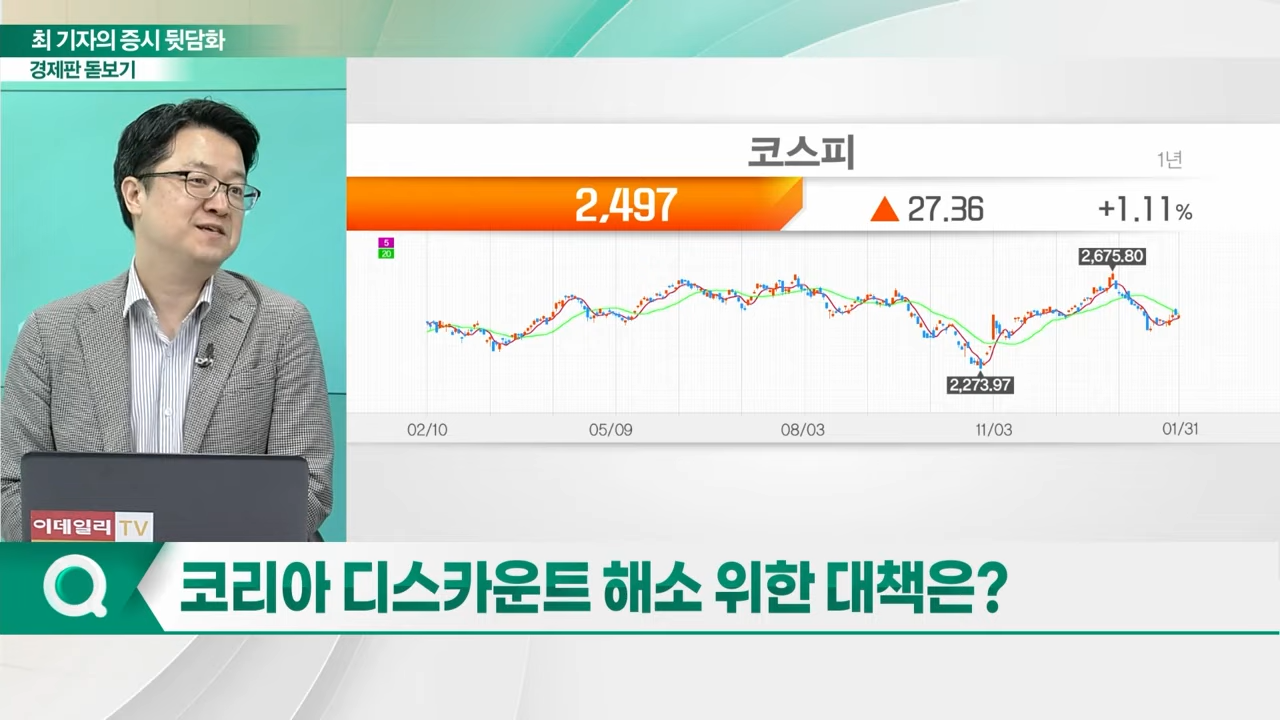 최 기자의 증시 뒷담화
경제판 돋보기
코스피
1년
2,497
▲ 27.36
+1.11%
5
20
2,675.80
2,273.97
02/10 05/09 08/03 11/03 01/31
이데일리 TV
Q 코리아 디스카운트 해소 위한 대책은?